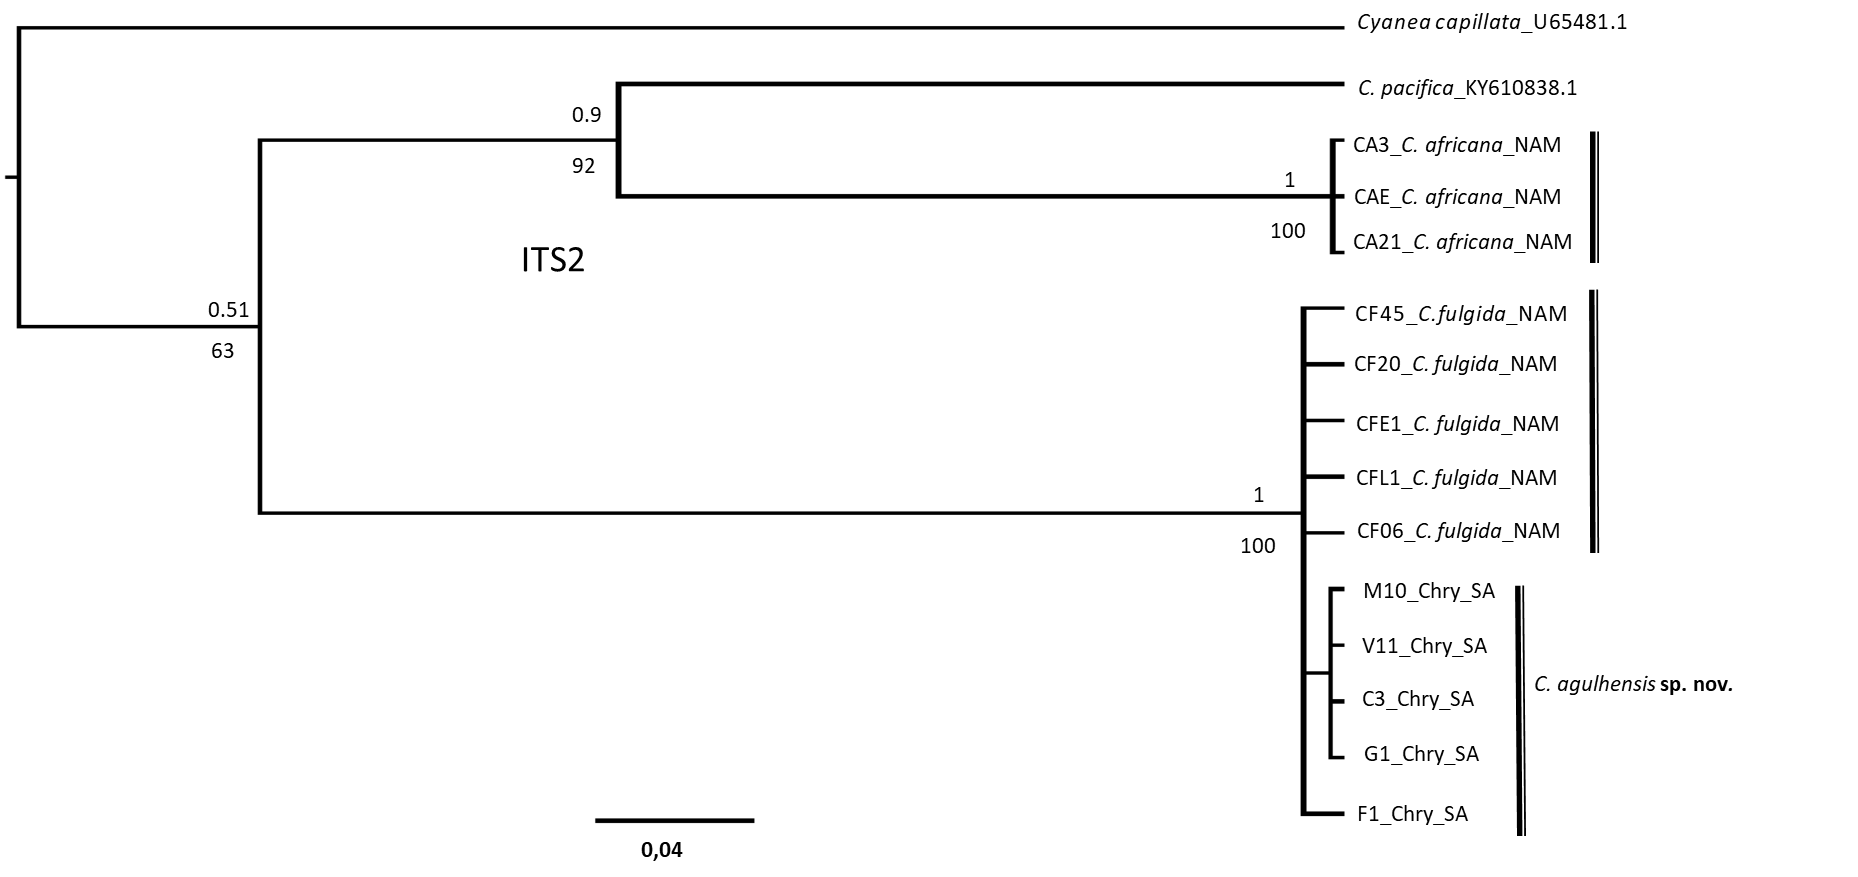 Cyanea capillata_U65481.1
C. pacifica_KY610838.1
0.9
CA3_C. africana_NAM
92
1
CAE_C. africana_NAM
100
CA21_C. africana_NAM
ITS2
0.51
CF45_C.fulgida_NAM
63
CF20_C. fulgida_NAM
CFE1_C. fulgida_NAM
CFL1_C. fulgida_NAM
1
CF06_C. fulgida_NAM
100
M10_Chry_SA
V11_Chry_SA
C. agulhensis sp. nov.
C3_Chry_SA
G1_Chry_SA
F1_Chry_SA
0,04